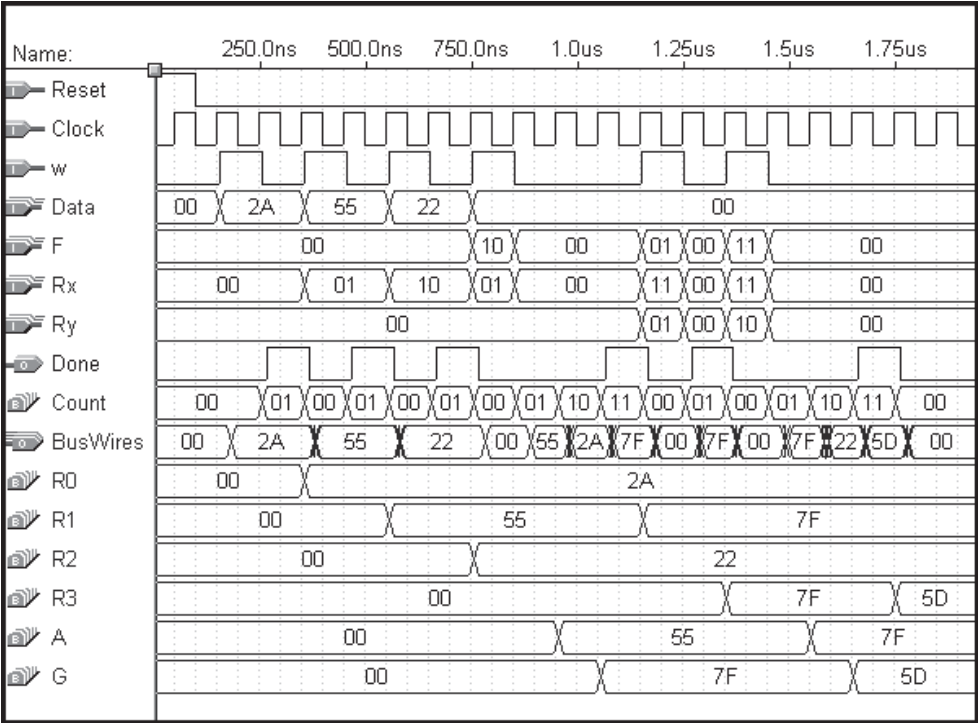 Name: 250.0ns 500.0ns 750.0ns 1.0us 1.25us 1.5us 1.75us
Reset
Clock
w
Data 00 2A 55 22 00
F 00 10 00 01 00 11 00
Rx 00 01 10 01 00 11 00 11 00
Ry 00 01 00 10 00
Done
Count 00 01 00 01 00 01 00 01 10 11 00 01 00 01 10 11 00
BusWires 00 2A 55 22 00 55 2A 7F 00 7F 00 7F 22 5D 00
R0 00 2A
R1 00 55 7F
R2 00 22
R3 00 7F 5D
A 00 55 7F
G 00 7F 5D